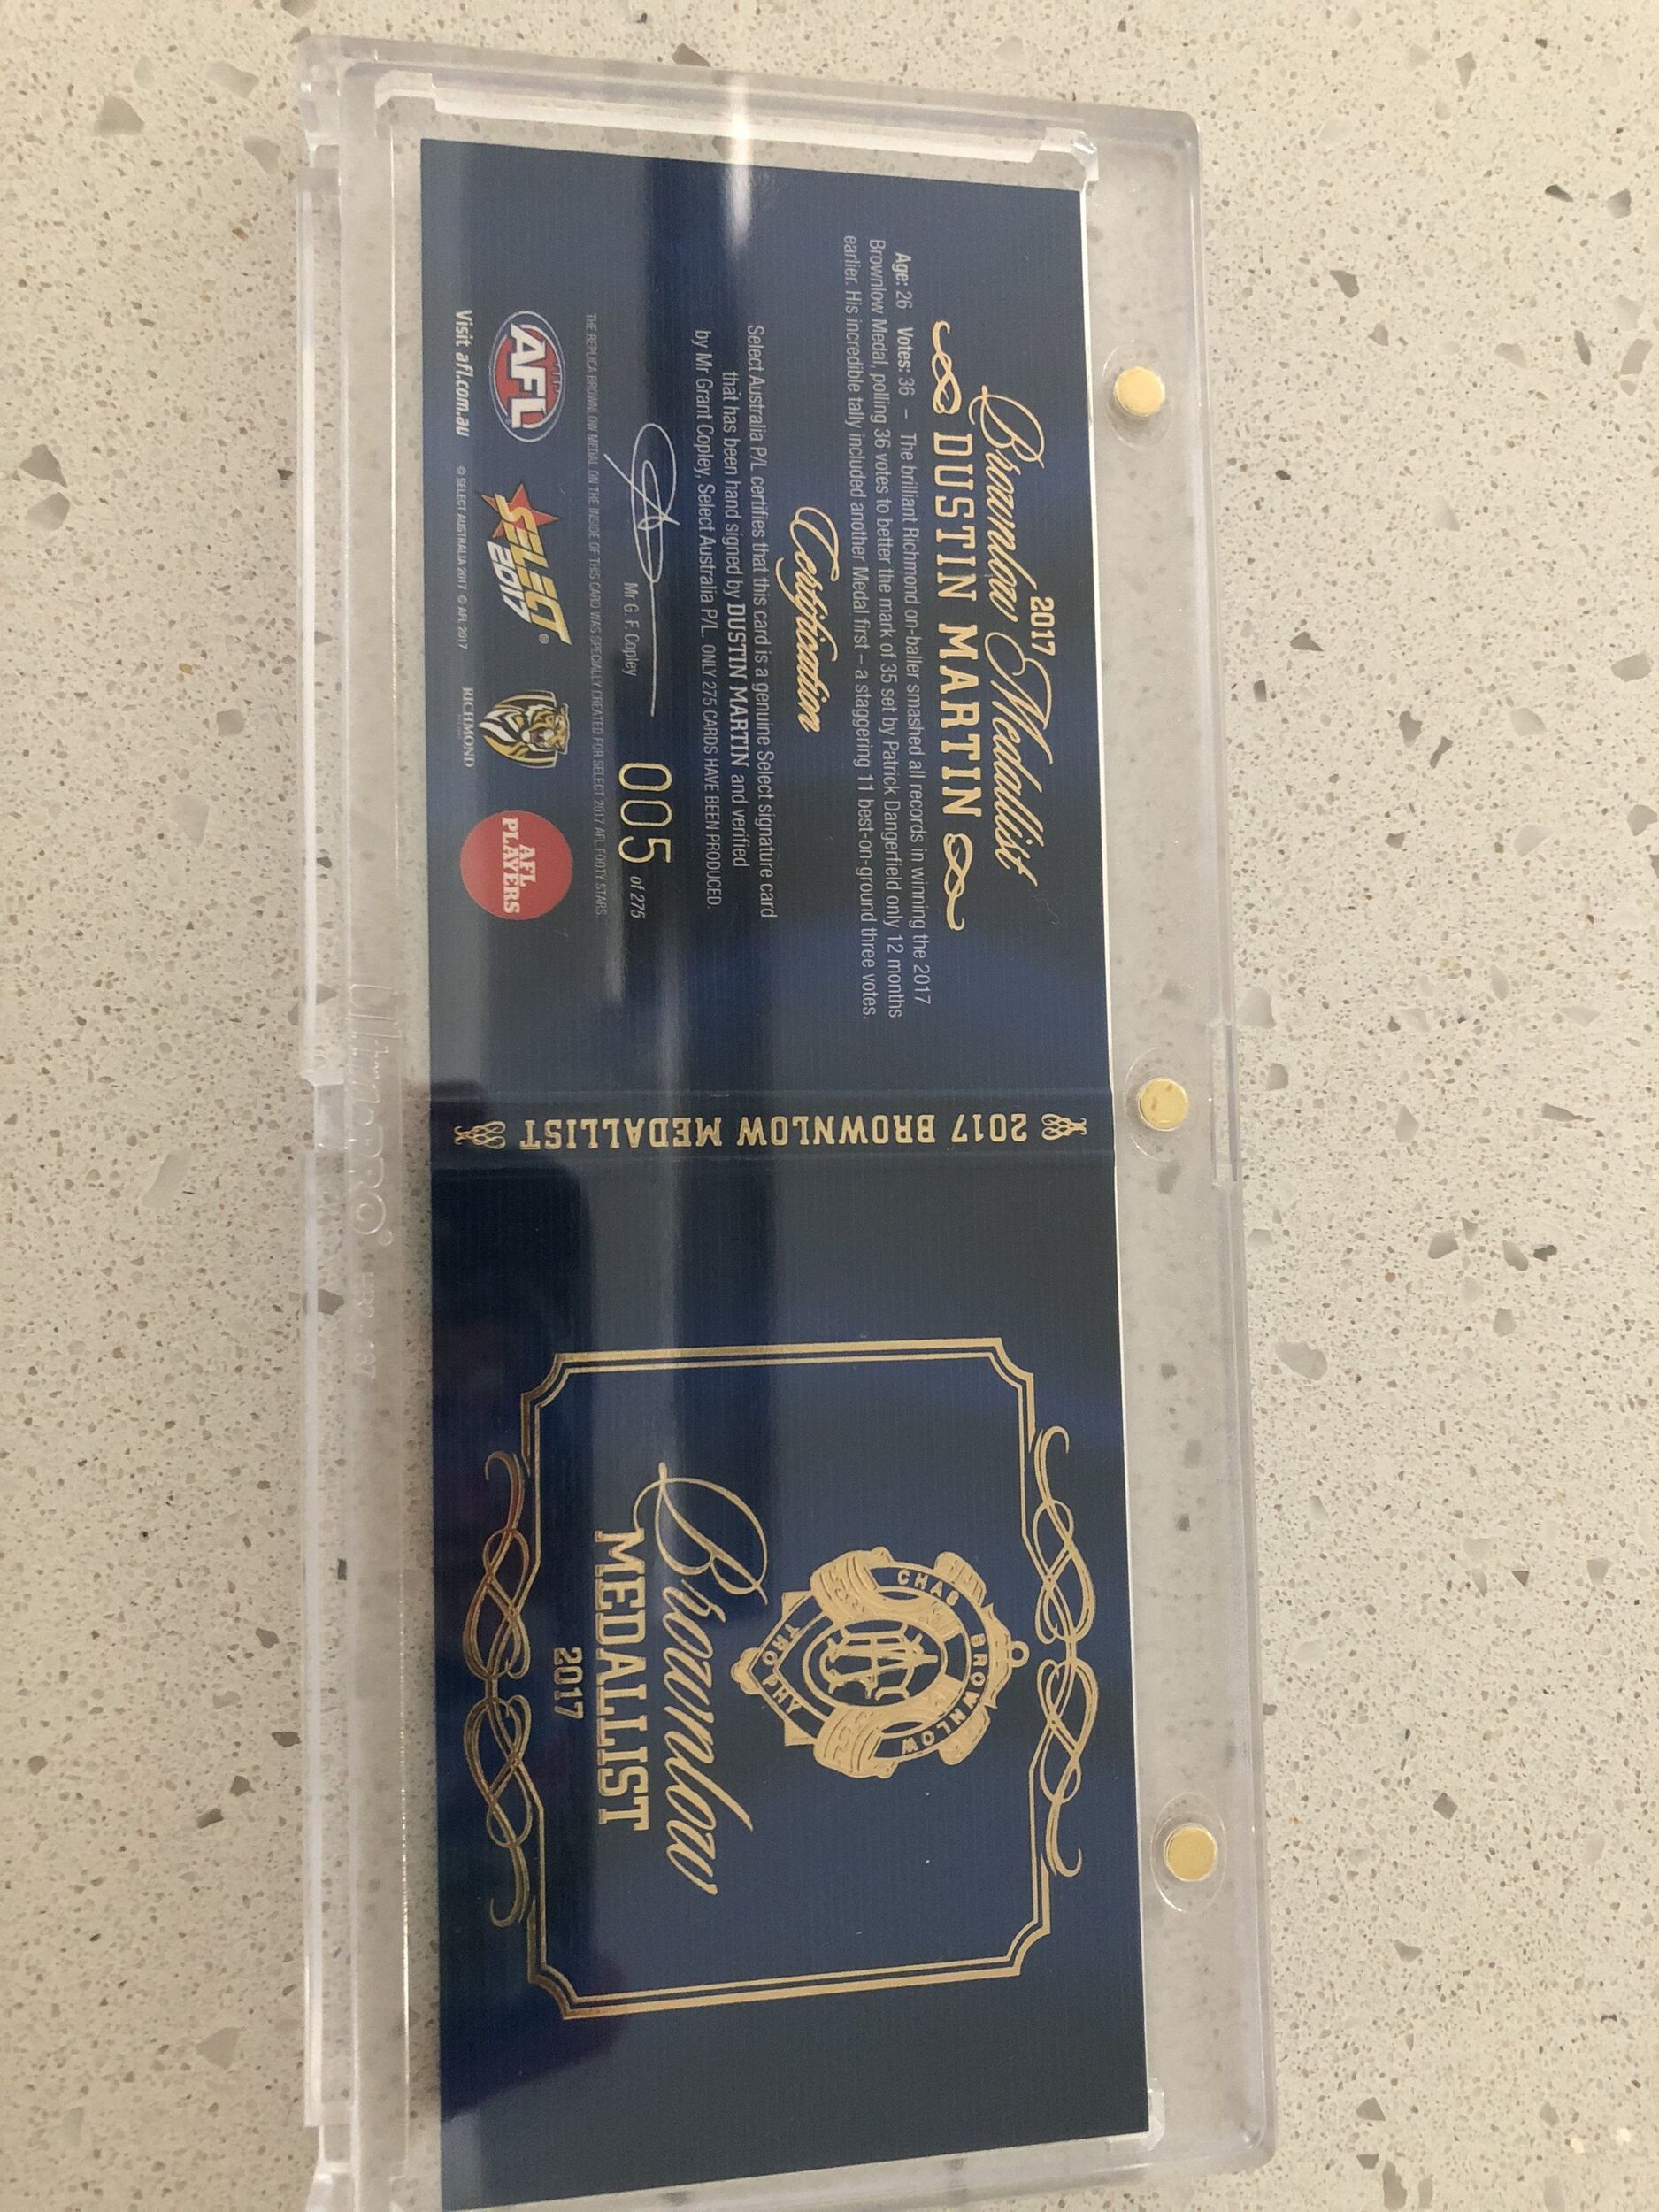 2017
Brownlow Medallist
DUSTIN MARTIN
Age: 26 Votes: 36 – The brilliant Richmond on-baller smashed all records in winning the 2017
Brownlow Medal, polling 36 votes to better the mark of 35 set by Patrick Dangerfield only 12 months
earlier. His incredible tally included another Medal first – a staggering 11 best-on-ground three votes.
Certification
Select Australia P/L certifies that this card is a genuine Select signature card
that has been hand signed by DUSTIN MARTIN and verified
by Mr Grant Copley, Select Australia P/L. ONLY 275 CARDS HAVE BEEN PRODUCED.
Mr G. F. Copley
005 of 275
THE REPLICA BROWNLOW MEDAL ON THE INSIDE OF THIS CARD WAS SPECIALLY CREATED FOR SELECT 2017 AFL FOOTY STARS.
AFL
SELECT
2017
®
RICHMOND
AFL
PLAYERS
Visit afl.com.au
© SELECT AUSTRALIA 2017 © AFL 2017
2017 BROWNLOW MEDALLIST
CHAS BROWNLOW
TROPHY
Brownlow
MEDALLIST
2017
Ultra PRO